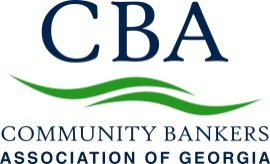 CBA
COMMUNITY BANKERS
ASSOCIATION OF GEORGIA